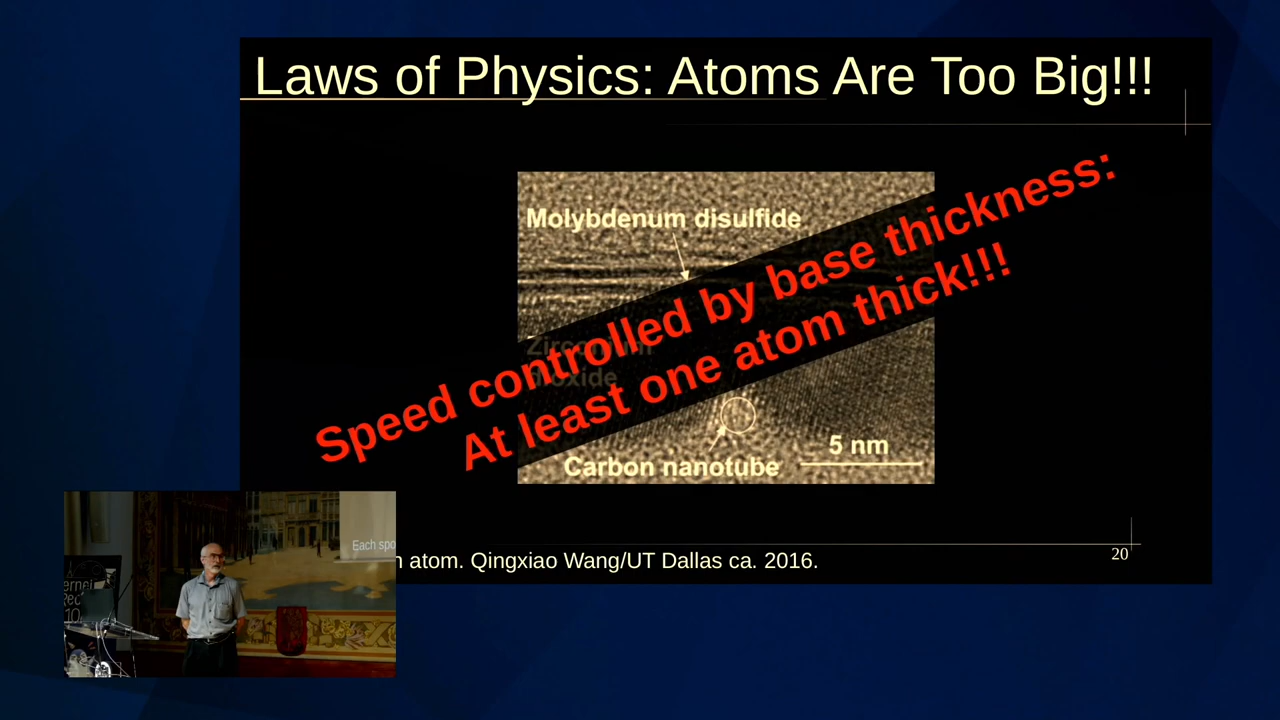 Laws of Physics: Atoms Are Too Big!!!
Molybdenum disulfide
Speed controlled by base thickness:
At least one atom thick!!!
5 nm
Carbon nanotube
Each
atom. Qingxiao Wang/UT Dallas ca. 2016.
20